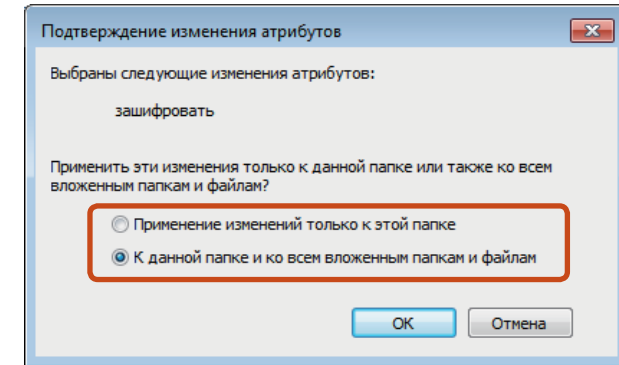 Подтверждение изменения атрибутов
Выбраны следующие изменения атрибутов:
зашифровать
Применить эти изменения только к данной папке или также ко всем
вложенным папкам и файлам?
Применение изменений только к этой папке
К данной папке и ко всем вложенным папкам и файлам
ОК
Отмена